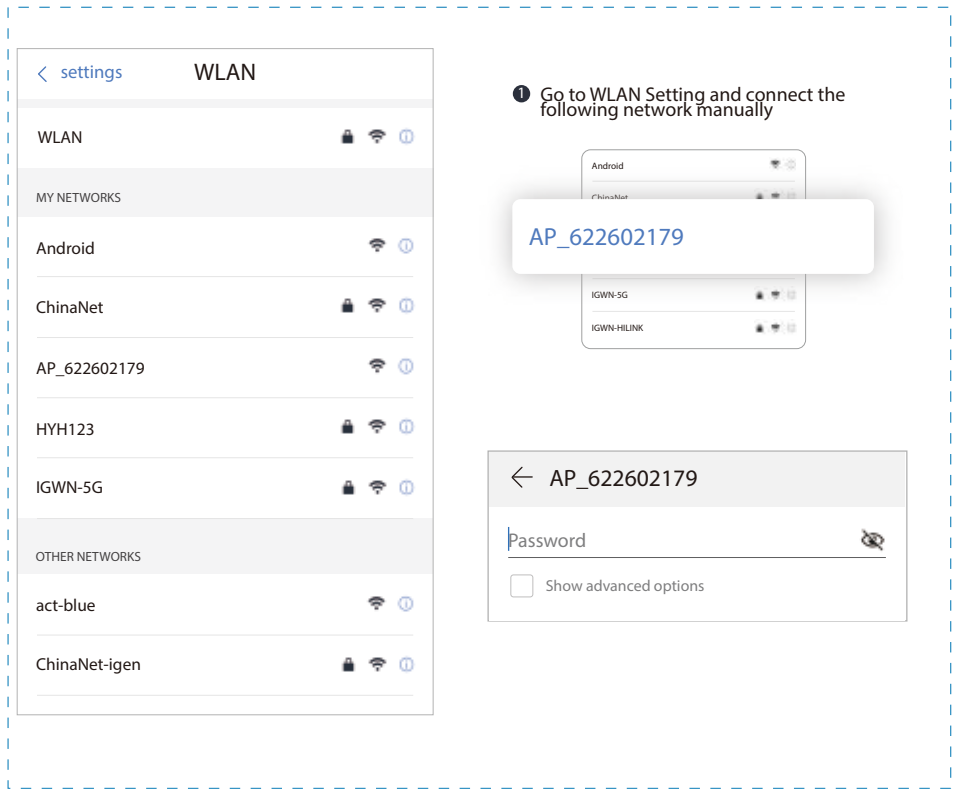 settings WLAN
WLAN
MY NETWORKS
Android
ChinaNet
AP_622602179
HYH123
IGWN-5G
OTHER NETWORKS
act-blue
ChinaNet-igen
1 Go to WLAN Setting and connect the
following network manually
Android
ChinaNet
AP_622602179
IGWN-5G
IGWN-HILINK
AP_622602179
Password
Show advanced options